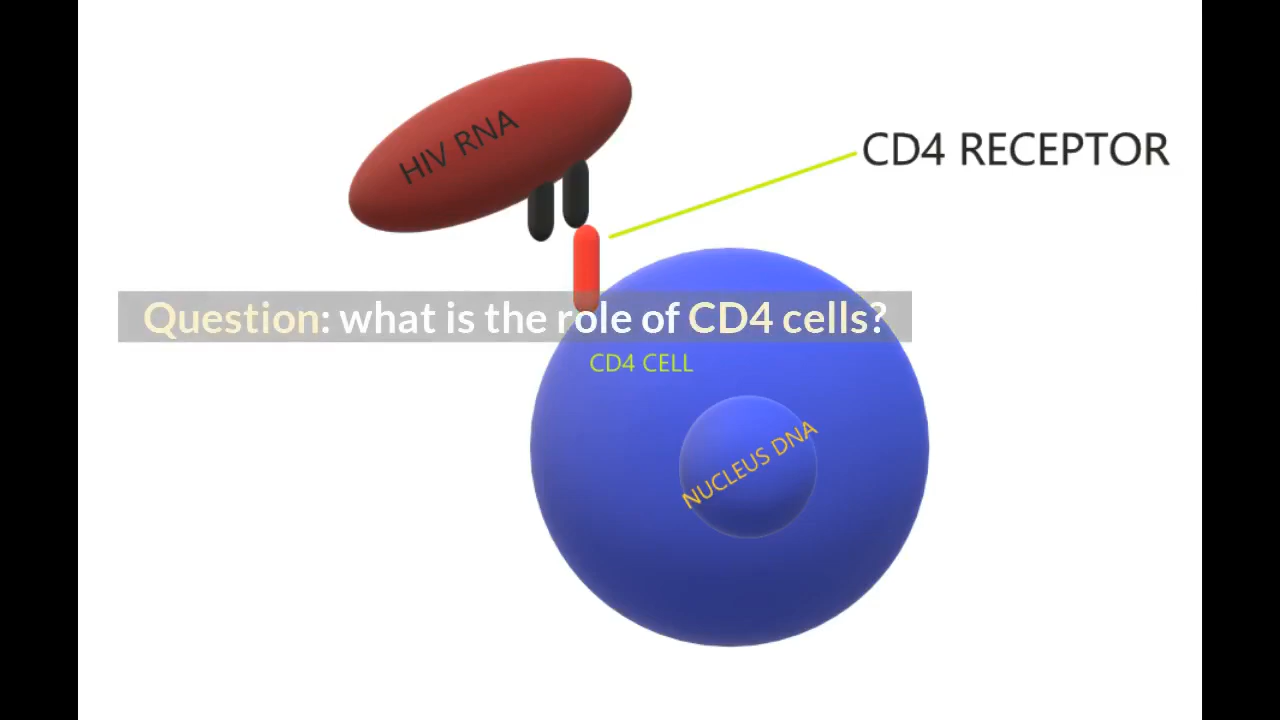 HIV RNA
CD4 RECEPTOR
Question: what is the role of CD4 cells?
CD4 CELL
NUCLEUS DNA